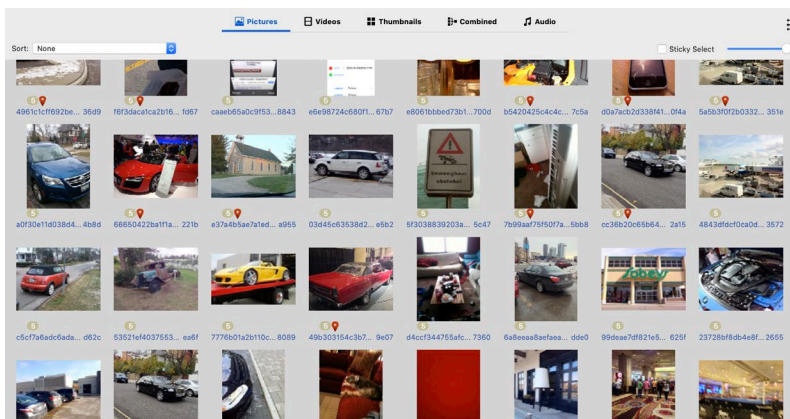 Pictures
Videos
Thumbnails
Combined
Audio
Sort: None
Sticky Select
4961c1cff692be... 36d9
f6f3daca1ca2b16... fd67
caaeb65a0c9f53...8843
e6e98724c680f1... 67b7
e8061bbbed73b1...700d
b5420425c4c4c... 7c5a
d0a7acb2d338f41...0f4a
5a5b3f0f2b0332... 351e
a0f30e11d038d4... 4b8d
66650422ba1f1a... 221b
e37a4b5ae7a1ed... a955
03d45c63538d2... e5b2
5f3038839203a... 5c47
7b99aaf75f50f7a...5bb8
cc36b20c65b64... 2a15
4843dfdcf0ca0d... 3572
Sobeys
c5cf7a6adc6ada... d62c
53521ef4037553... ea6f
7776b01a2b110c... 8089
49b303154c3b7... 9e07
d4ccf344755afc... 7360
6a8eeaa8aefaea... dde0
99deae7df821e5... 625f
23728bf8db4e8f... 2655